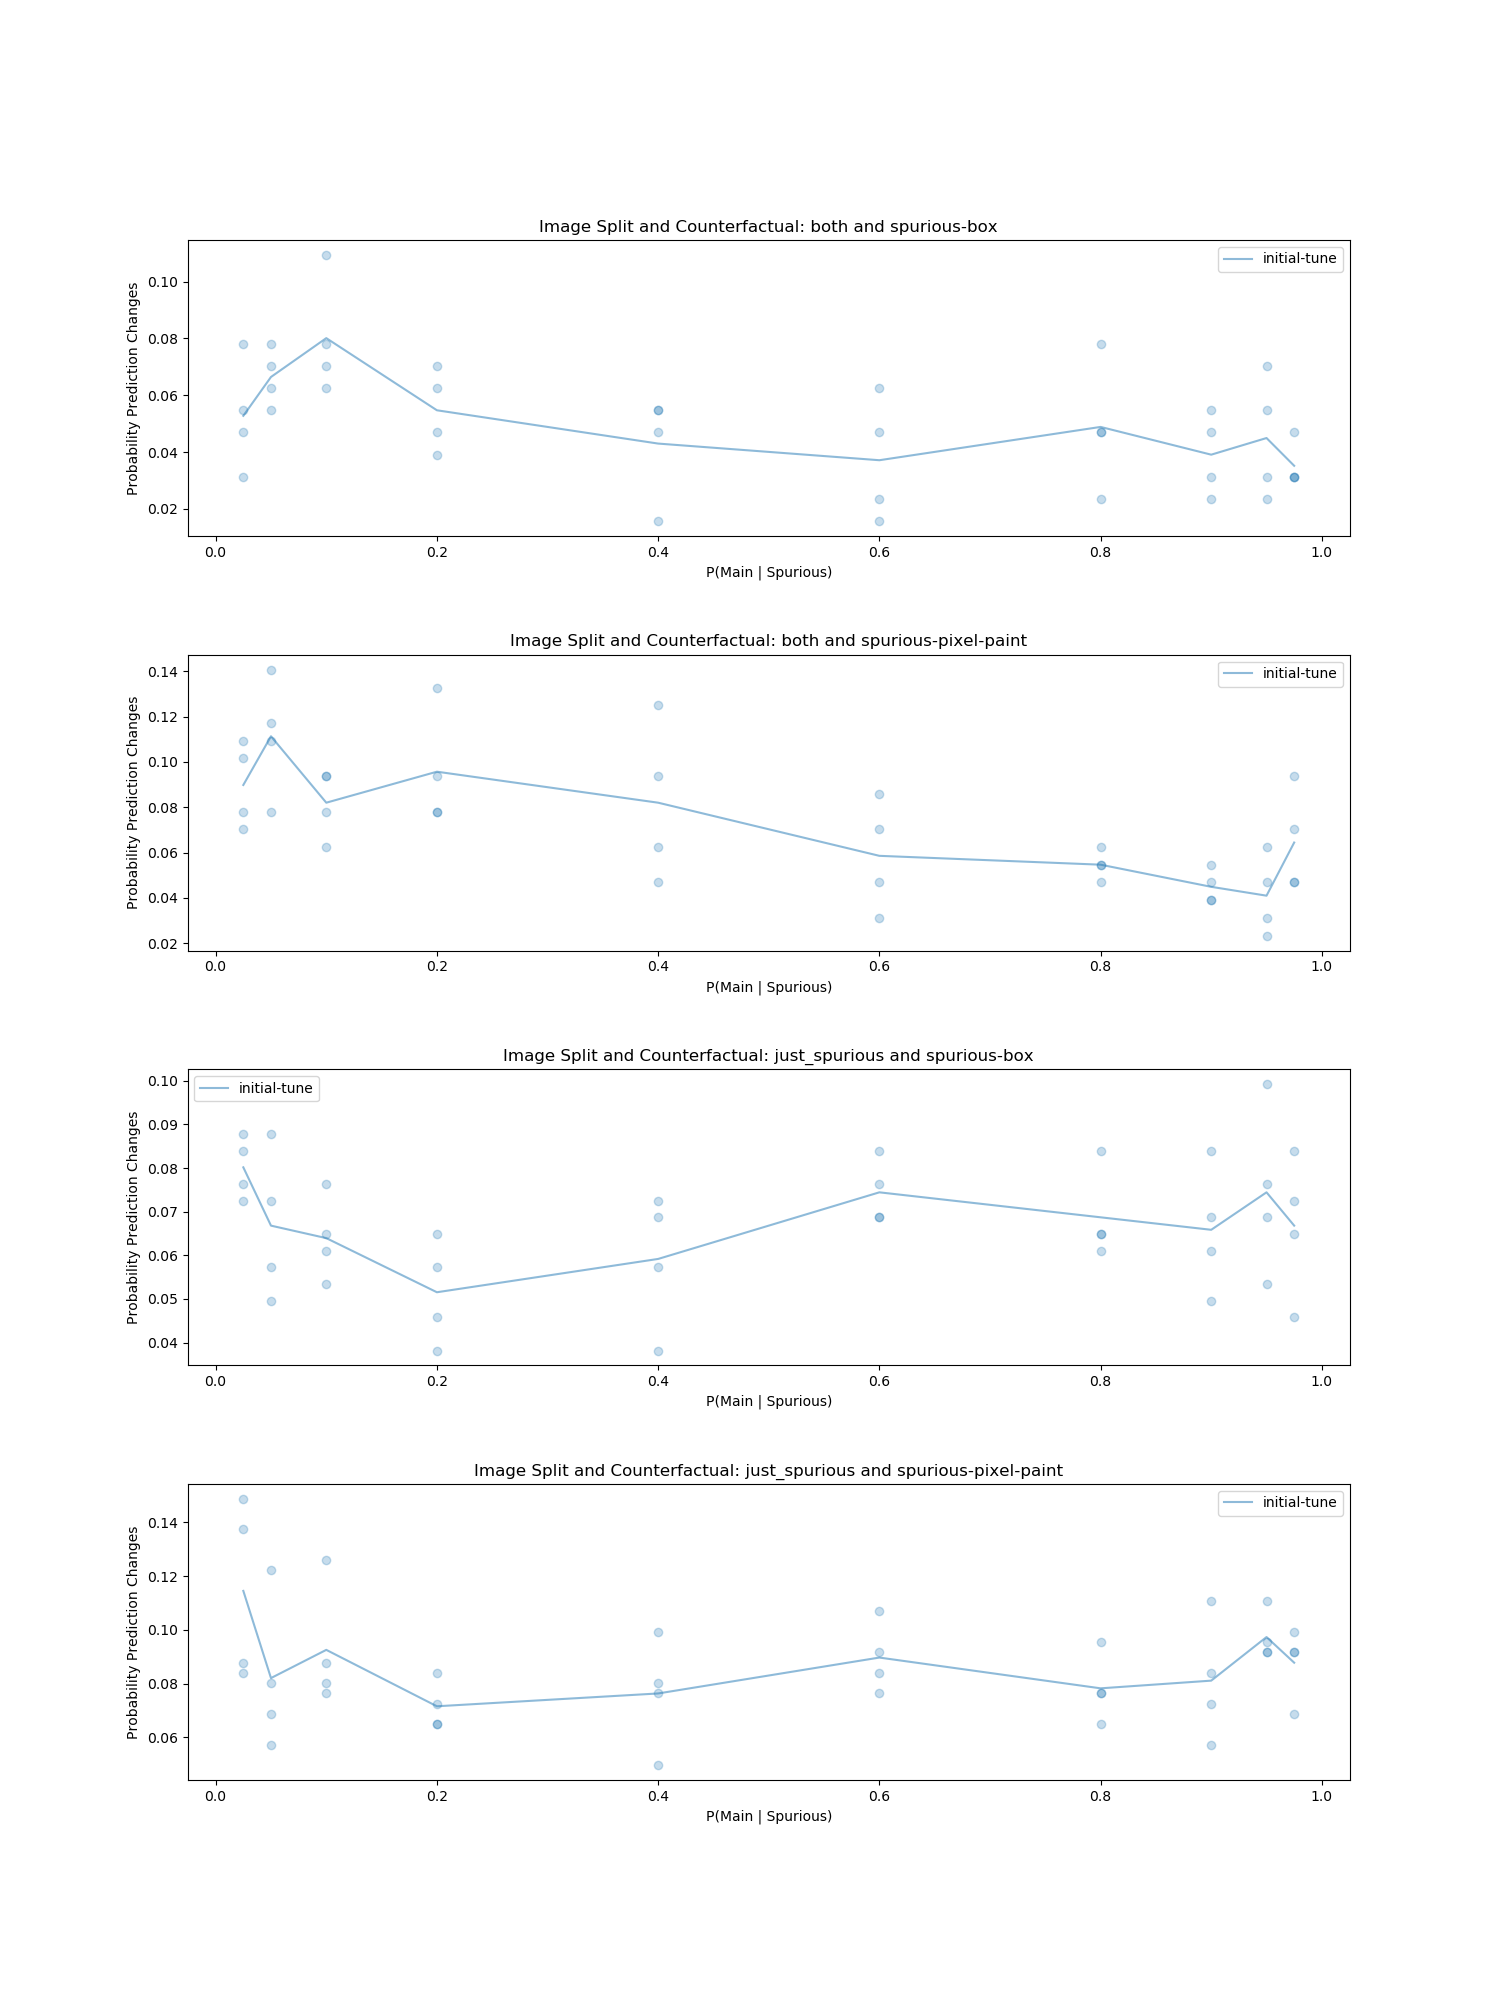 Image Split and Counterfactual: both and spurious-box
initial-tune
Probability Prediction Changes
0.10
0.08
0.06
0.04
0.02
0.0 0.2 0.4 0.6 0.8 1.0
P(Main | Spurious)
Image Split and Counterfactual: both and spurious-pixel-paint
initial-tune
Probability Prediction Changes
0.14
0.12
0.10
0.08
0.06
0.04
0.02
0.0 0.2 0.4 0.6 0.8 1.0
P(Main | Spurious)
Image Split and Counterfactual: just_spurious and spurious-box
initial-tune
Probability Prediction Changes
0.10
0.09
0.08
0.07
0.06
0.05
0.04
0.0 0.2 0.4 0.6 0.8 1.0
P(Main | Spurious)
Image Split and Counterfactual: just_spurious and spurious-pixel-paint
initial-tune
Probability Prediction Changes
0.14
0.12
0.10
0.08
0.06
0.0 0.2 0.4 0.6 0.8 1.0
P(Main | Spurious)